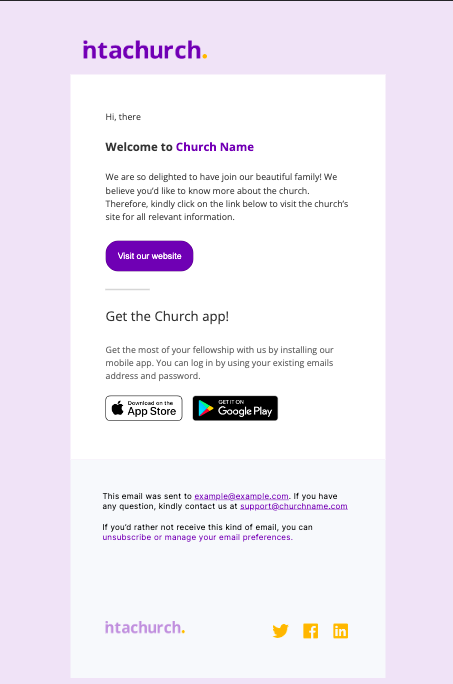 intachurch.
Hi, there
Welcome to Church Name
We are so delighted to have join our beautiful family! We
believe you'd like to know more about the church.
Therefore, kindly click on the link below to visit the church's
site for all relevant information.
Visit our website
Get the Church app!
Get the most of your fellowship with us by installing our
mobile app. You can log in by using your existing emails
address and password.
Download on the
App Store
GET IT ON
Google Play
This email was sent to example@example.com. If you have
any question, kindly contact us at support@churchname.com
If you'd rather not receive this kind of email, you can
unsubscribe or manage your email preferences.
intachurch.